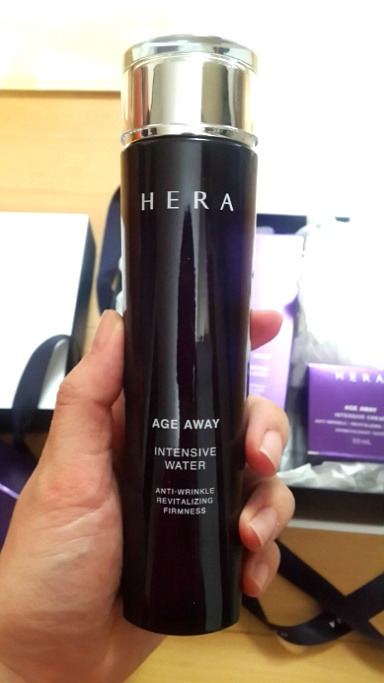 HERA
AGE AWAY
INTENSIVE
WATER
ANTI-WRINKLE
REVITALIZING
FIRMNESS
HERA
AGE AWAY
INTENSIVE CREAM